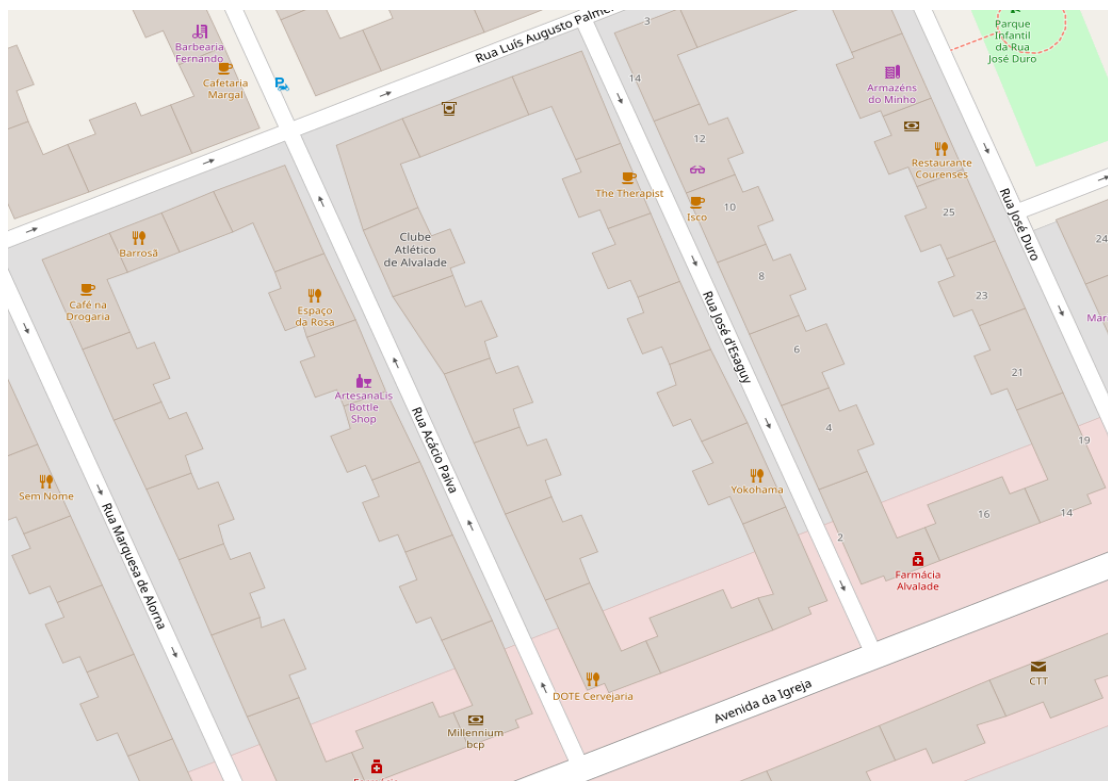 3
Rua Luís Augusto Palmei
Parque
Infantil
da Rua
José Duro
Barbearia
Fernando
Cafetaria
Margal
P
14
Armazéns
do Minho
12
Restaurante
Courenses
The Therapist
Isco
10
25
Rua José Duro
24
Clube
Atlético
de Alvalade
Barrosã
8
Café na
Drogaria
Espaço
da Rosa
23
Rua José d'Esaguy
6
21
ArtesanaLis
Bottle
Shop
Rua Acácio Paiva
4
19
Sem Nome
Yokohama
Rua Marquesa de Alorna
16
14
2
Farmácia
Alvalade
CTT
DOTE Cervejaria
Avenida da Igreja
Millennium
bcp